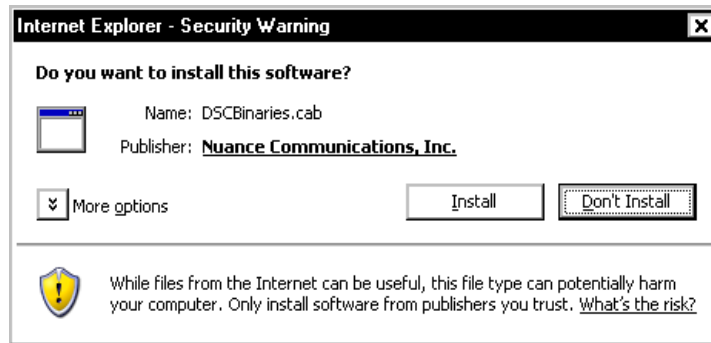 Internet Explorer - Security Warning
Do you want to install this software?
Name: DSCBinaries.cab
Publisher: Nuance Communications, Inc.
More options
Install
Don't Install
While files from the Internet can be useful, this file type can potentially harm
your computer. Only install software from publishers you trust. What's the risk?